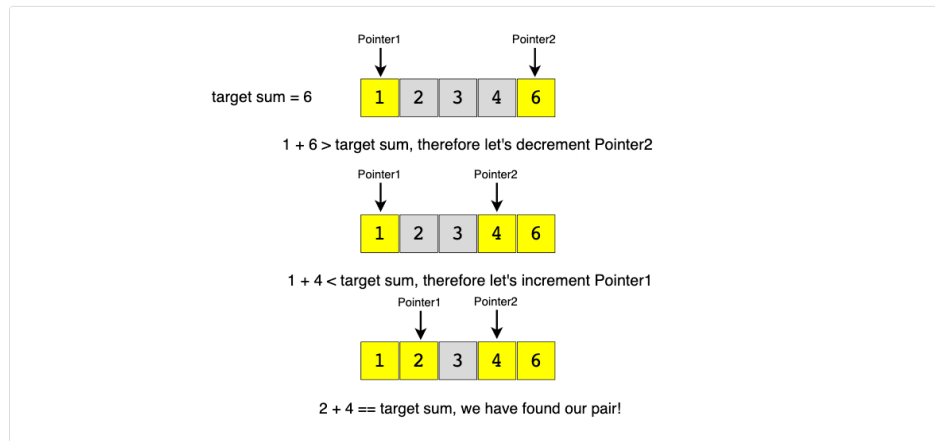 Pointer1 Pointer2
target sum = 6 1 2 3 4 6
1 + 6 > target sum, therefore let's decrement Pointer2
Pointer1 Pointer2
1 2 3 4 6
1 + 4 < target sum, therefore let's increment Pointer1
Pointer1 Pointer2
1 2 3 4 6
2 + 4 == target sum, we have found our pair!